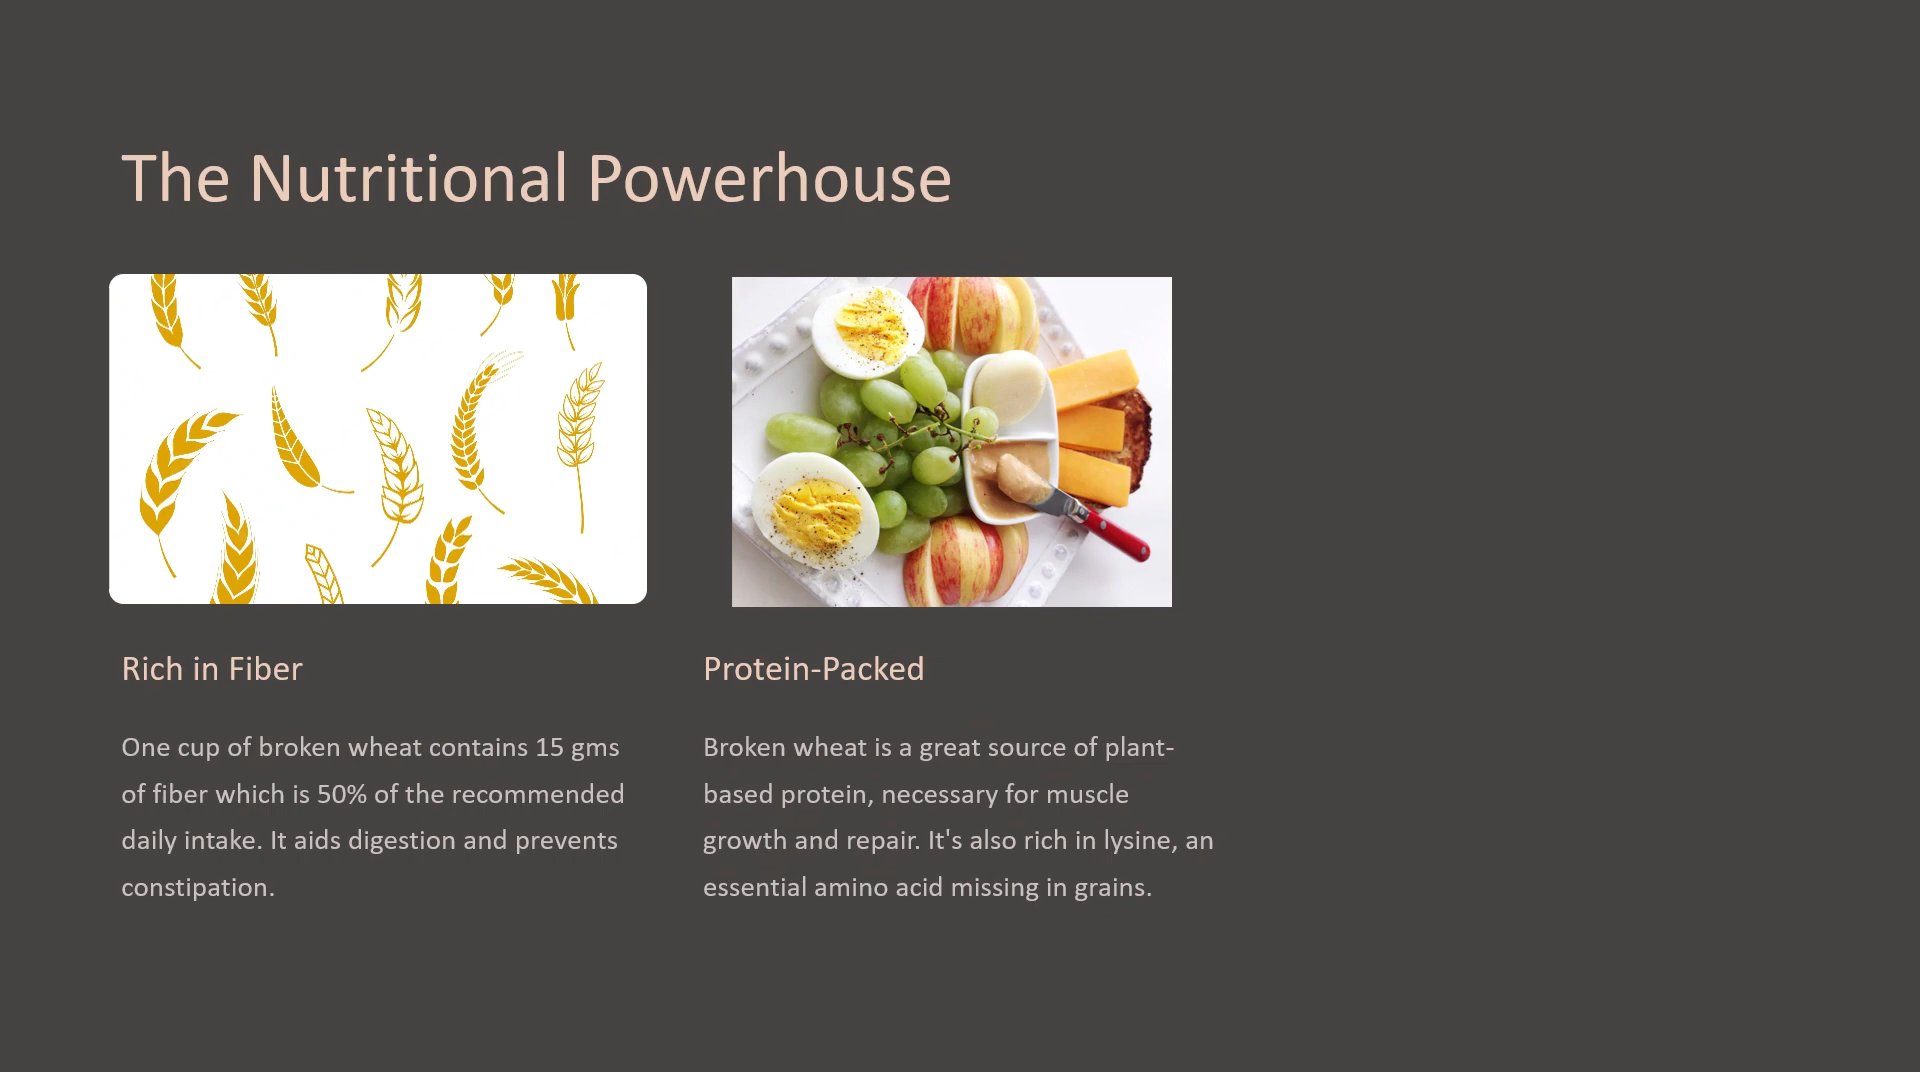 The Nutritional Powerhouse
Rich in Fiber
One cup of broken wheat contains 15 gms
of fiber which is 50% of the recommended
daily intake. It aids digestion and prevents
constipation.
Protein-Packed
Broken wheat is a great source of plant-
based protein, necessary for muscle
growth and repair. It's also rich in lysine, an
essential amino acid missing in grains.